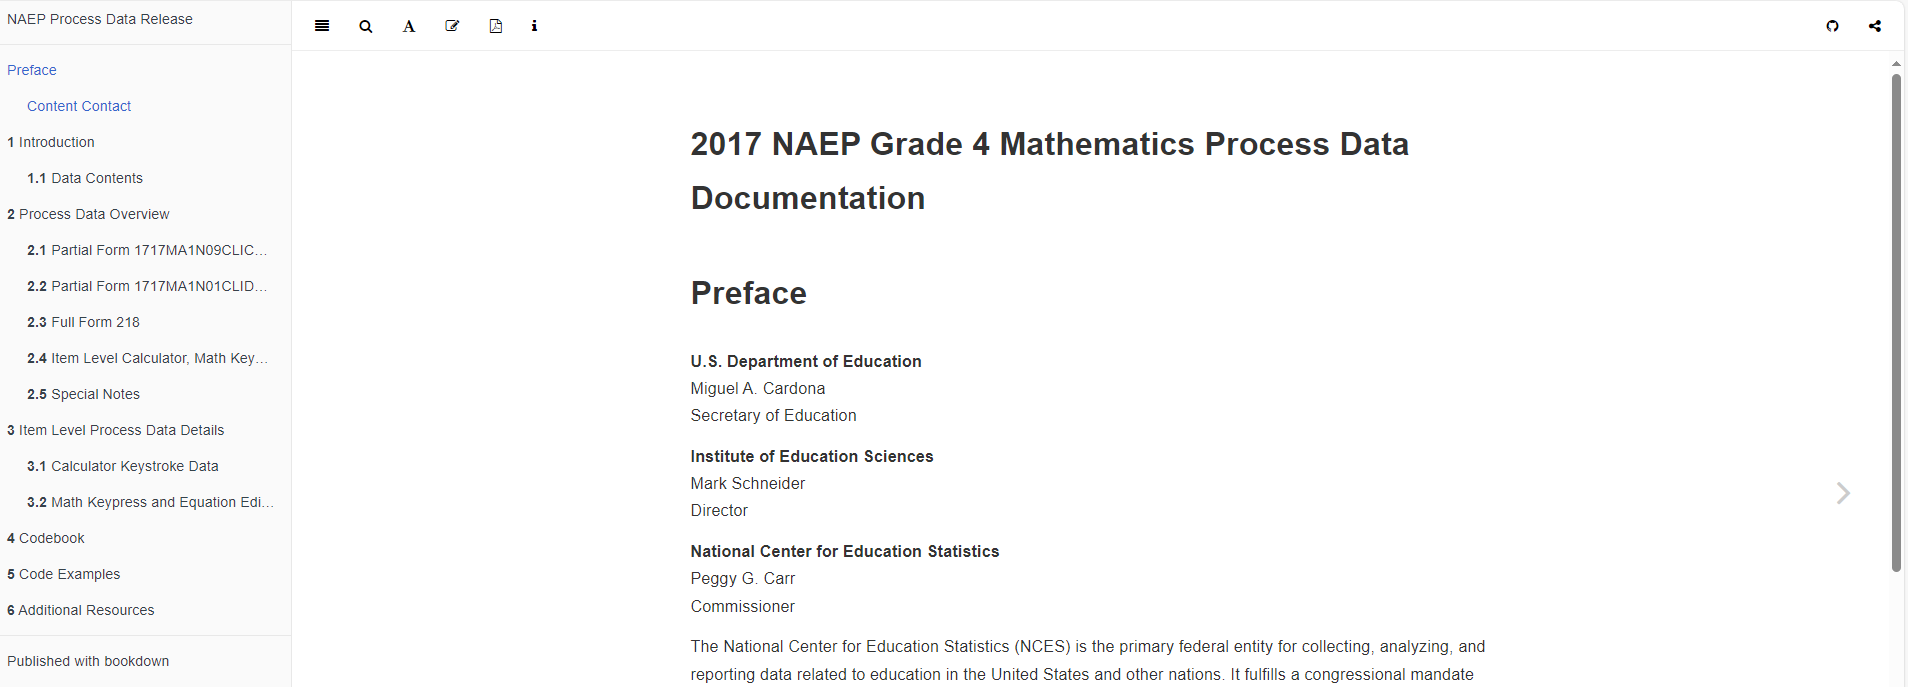 NAEP Process Data Release
Preface
Content Contact
1 Introduction
1.1 Data Contents
2 Process Data Overview
2.1 Partial Form 1717MA1N09CLIC...
2.2 Partial Form 1717MA1N01CLID...
2.3 Full Form 218
2.4 Item Level Calculator, Math Key...
2.5 Special Notes
3 Item Level Process Data Details
3.1 Calculator Keystroke Data
3.2 Math Keypress and Equation Edi...
4 Codebook
5 Code Examples
6 Additional Resources
Published with bookdown
2017 NAEP Grade 4 Mathematics Process Data
Documentation
Preface
U.S. Department of Education
Miguel A. Cardona
Secretary of Education
Institute of Education Sciences
Mark Schneider
Director
National Center for Education Statistics
Peggy G. Carr
Commissioner
The National Center for Education Statistics (NCES) is the primary federal entity for collecting, analyzing, and
reporting data related to education in the United States and other nations. It fulfills a congressional mandate